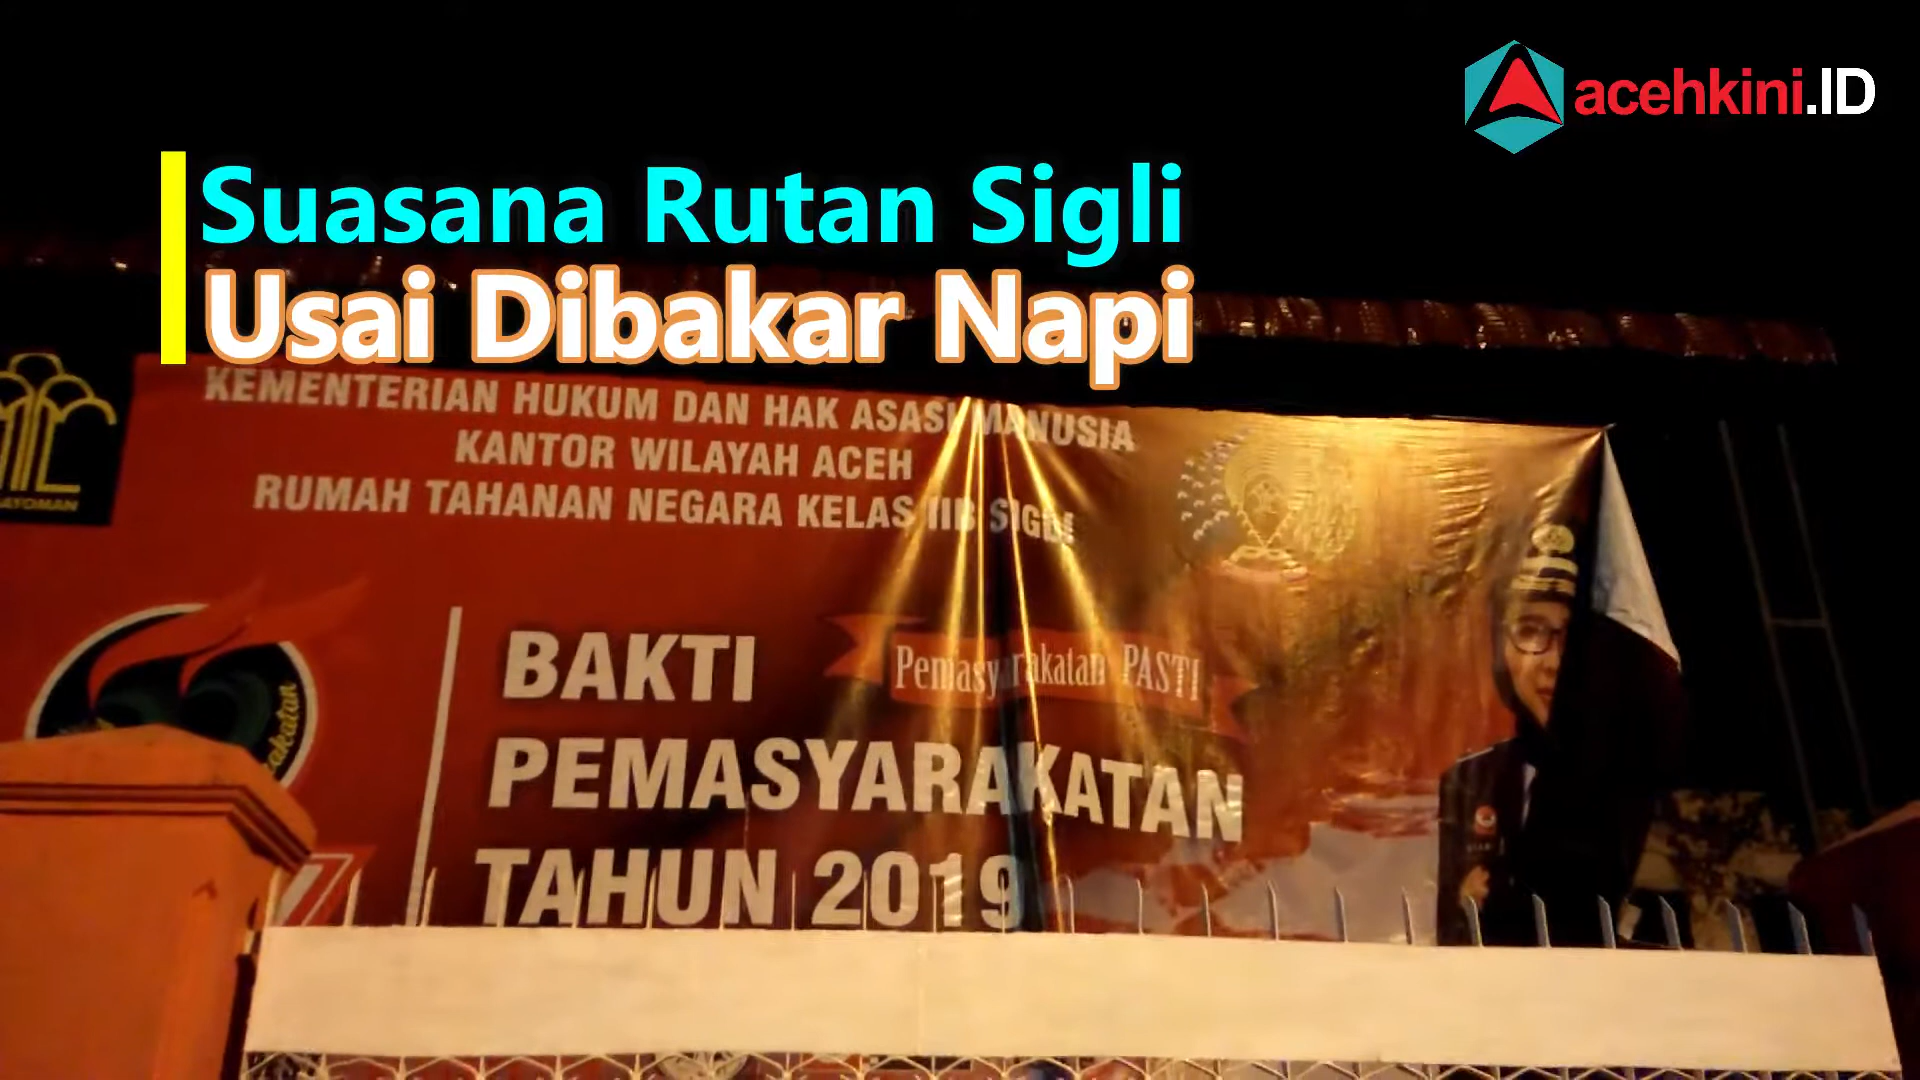 acehkini.ID
Suasana Rutan Sigli
Usai Dibakar Napi
KEMENTERIAN HUKUM DAN HAK ASASI MANUSIA
KANTOR WILAYAH ACEH
RUMAH TAHANAN NEGARA KELAS IIB SIGLI
BAKTI
Pemasyarakatan PASTI
PEMASYARAKATAN
TAHUN 2019